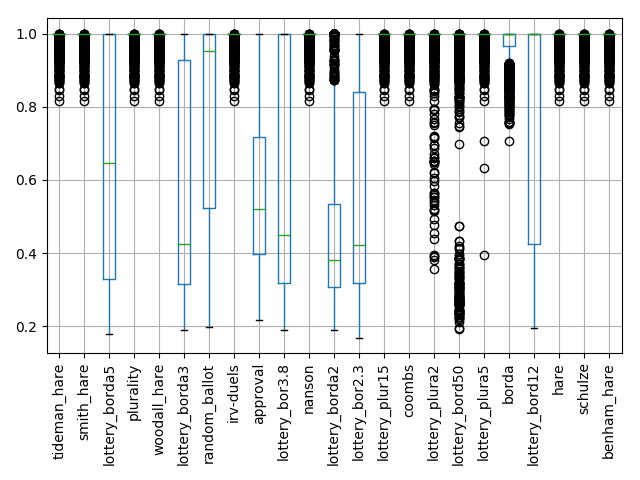 1.0
0.8
0.6
0.4
0.2
tideman_hare
smith_hare
lottery_borda5
plurality
woodall_hare
lottery_borda3
random_ballot
irv-duels
approval
lottery_bor3.8
nanson
lottery_borda2
lottery_bor2.3
lottery_plur15
coombs
lottery_plura2
lottery_bord50
lottery_plura5
borda
lottery_bord12
hare
schulze
benham_hare